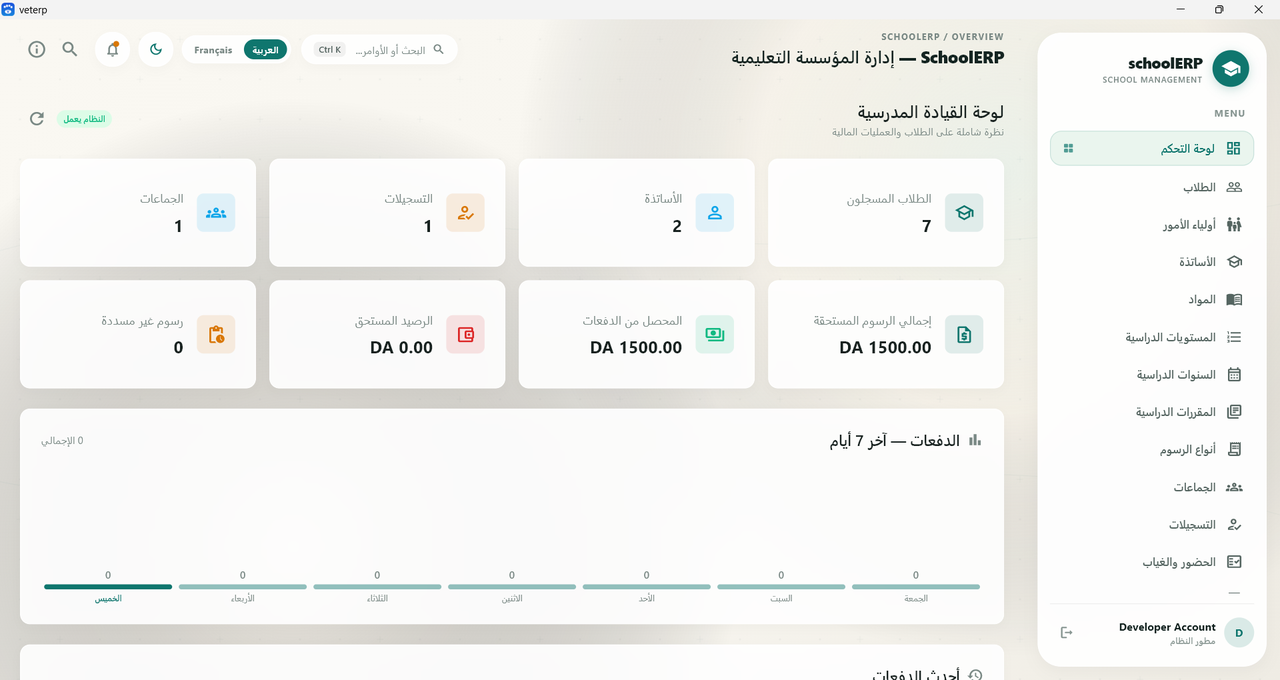 veterp
SCHOOLERP / OVERVIEW
SchoolERP — إدارة المؤسسة التعليمية
البحث أو الأوامر...
Ctrl K
العربية
Français
schoolERP
SCHOOL MANAGEMENT
MENU
لوحة التحكم
الطلاب
أولياء الأمور
الأساتذة
المواد
المستويات الدراسية
السنوات الدراسية
المقررات الدراسية
أنواع الرسوم
الجماعات
التسجيلات
الحضور والغياب
D
Developer Account
مطور النظام
لوحة القيادة المدرسية
نظرة شاملة على الطلاب والعمليات المالية
النظام يعمل
الطلاب المسجلون
7
الأساتذة
2
التسجيلات
1
الجماعات
1
إجمالي الرسوم المستحقة
DA 1500.00
المحصل من الدفعات
DA 1500.00
الرصيد المستحق
DA 0.00
رسوم غير مسددة
0
الدفعات — آخر 7 أيام
0 الإجمالي
0 0 0 0 0 0 0
الجمعة السبت الأحد الاثنين الثلاثاء الأربعاء الخميس
أحدث الدفعات